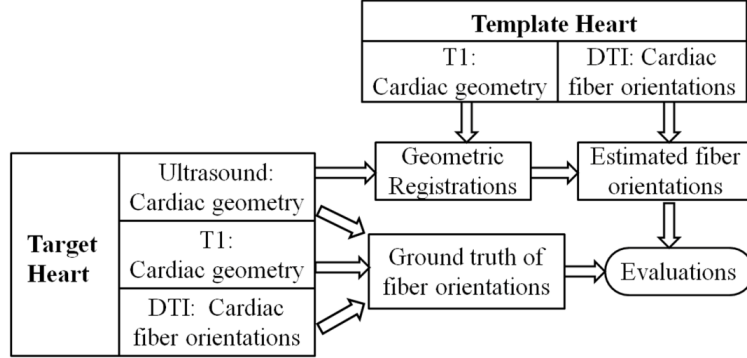 Template Heart
T1:
Cardiac geometry
DTI: Cardiac
fiber orientations
Target
Heart
Ultrasound:
Cardiac geometry
T1:
Cardiac geometry
DTI: Cardiac
fiber orientations
Geometric
Registrations
Estimated fiber
orientations
Ground truth of
fiber orientations
Evaluations